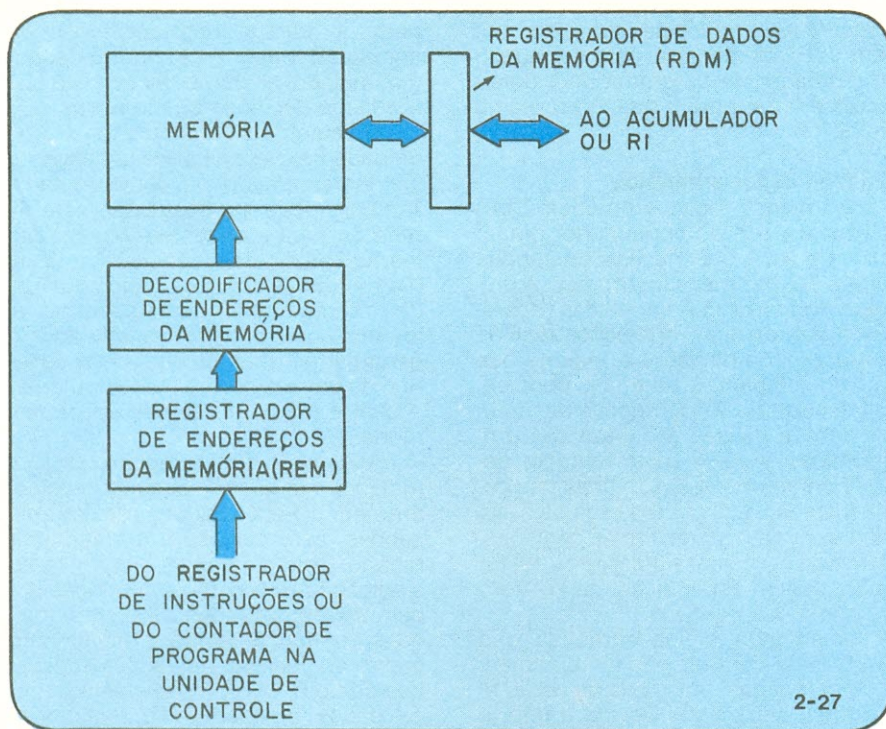 REGISTRADOR DE DADOS
DA MEMÓRIA (RDM)
MEMÓRIA
AO ACUMULADOR
OU RI
DECODIFICADOR
DE ENDEREÇOS
DA MEMÓRIA
REGISTRADOR
DE ENDEREÇOS
DA MEMÓRIA(REM)
DO REGISTRADOR
DE INSTRUÇÕES OU
DO CONTADOR DE
PROGRAMA NA
UNIDADE DE
CONTROLE
2-27